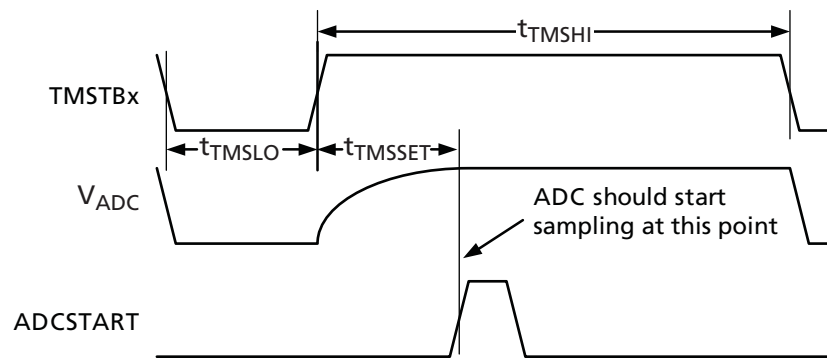 tTMSHI
TMSTBx
tTMSLO
tTMSSET
VADC
ADC should start
sampling at this point
ADCSTART